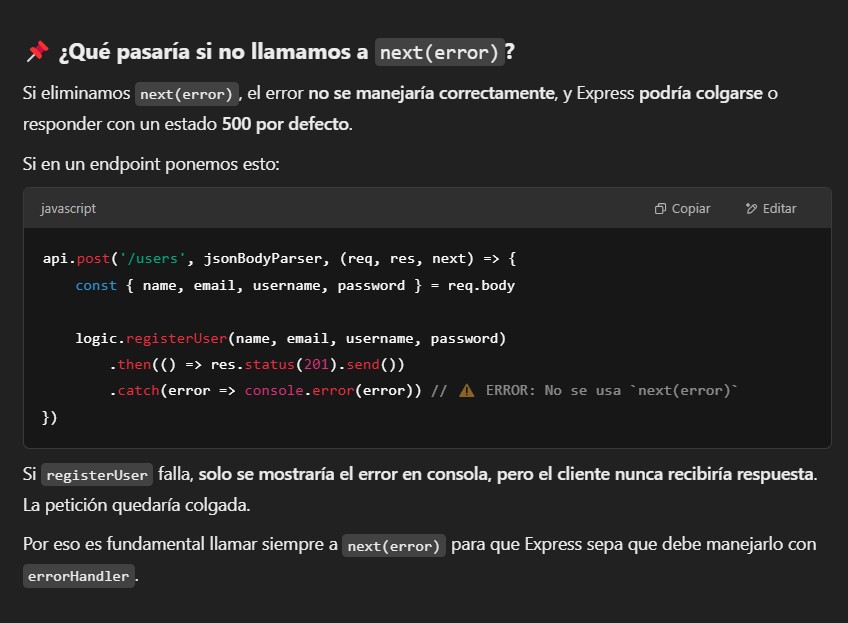 📌 ¿Qué pasaría si no llamamos a next(error)?
Si eliminamos next(error), el error no se manejaría correctamente, y Express podría colgarse o
responder con un estado 500 por defecto.
Si en un endpoint ponemos esto:
javascript Copiar Editar
api.post('/users', jsonBodyParser, (req, res, next) => {
    const { name, email, username, password } = req.body

    logic.registerUser(name, email, username, password)
        .then(() => res.status(201).send())
        .catch(error => console.error(error)) // ⚠️ ERROR: No se usa `next(error)`
})
Si registerUser falla, solo se mostraría el error en consola, pero el cliente nunca recibiría respuesta.
La petición quedaría colgada.
Por eso es fundamental llamar siempre a next(error) para que Express sepa que debe manejarlo con
errorHandler.